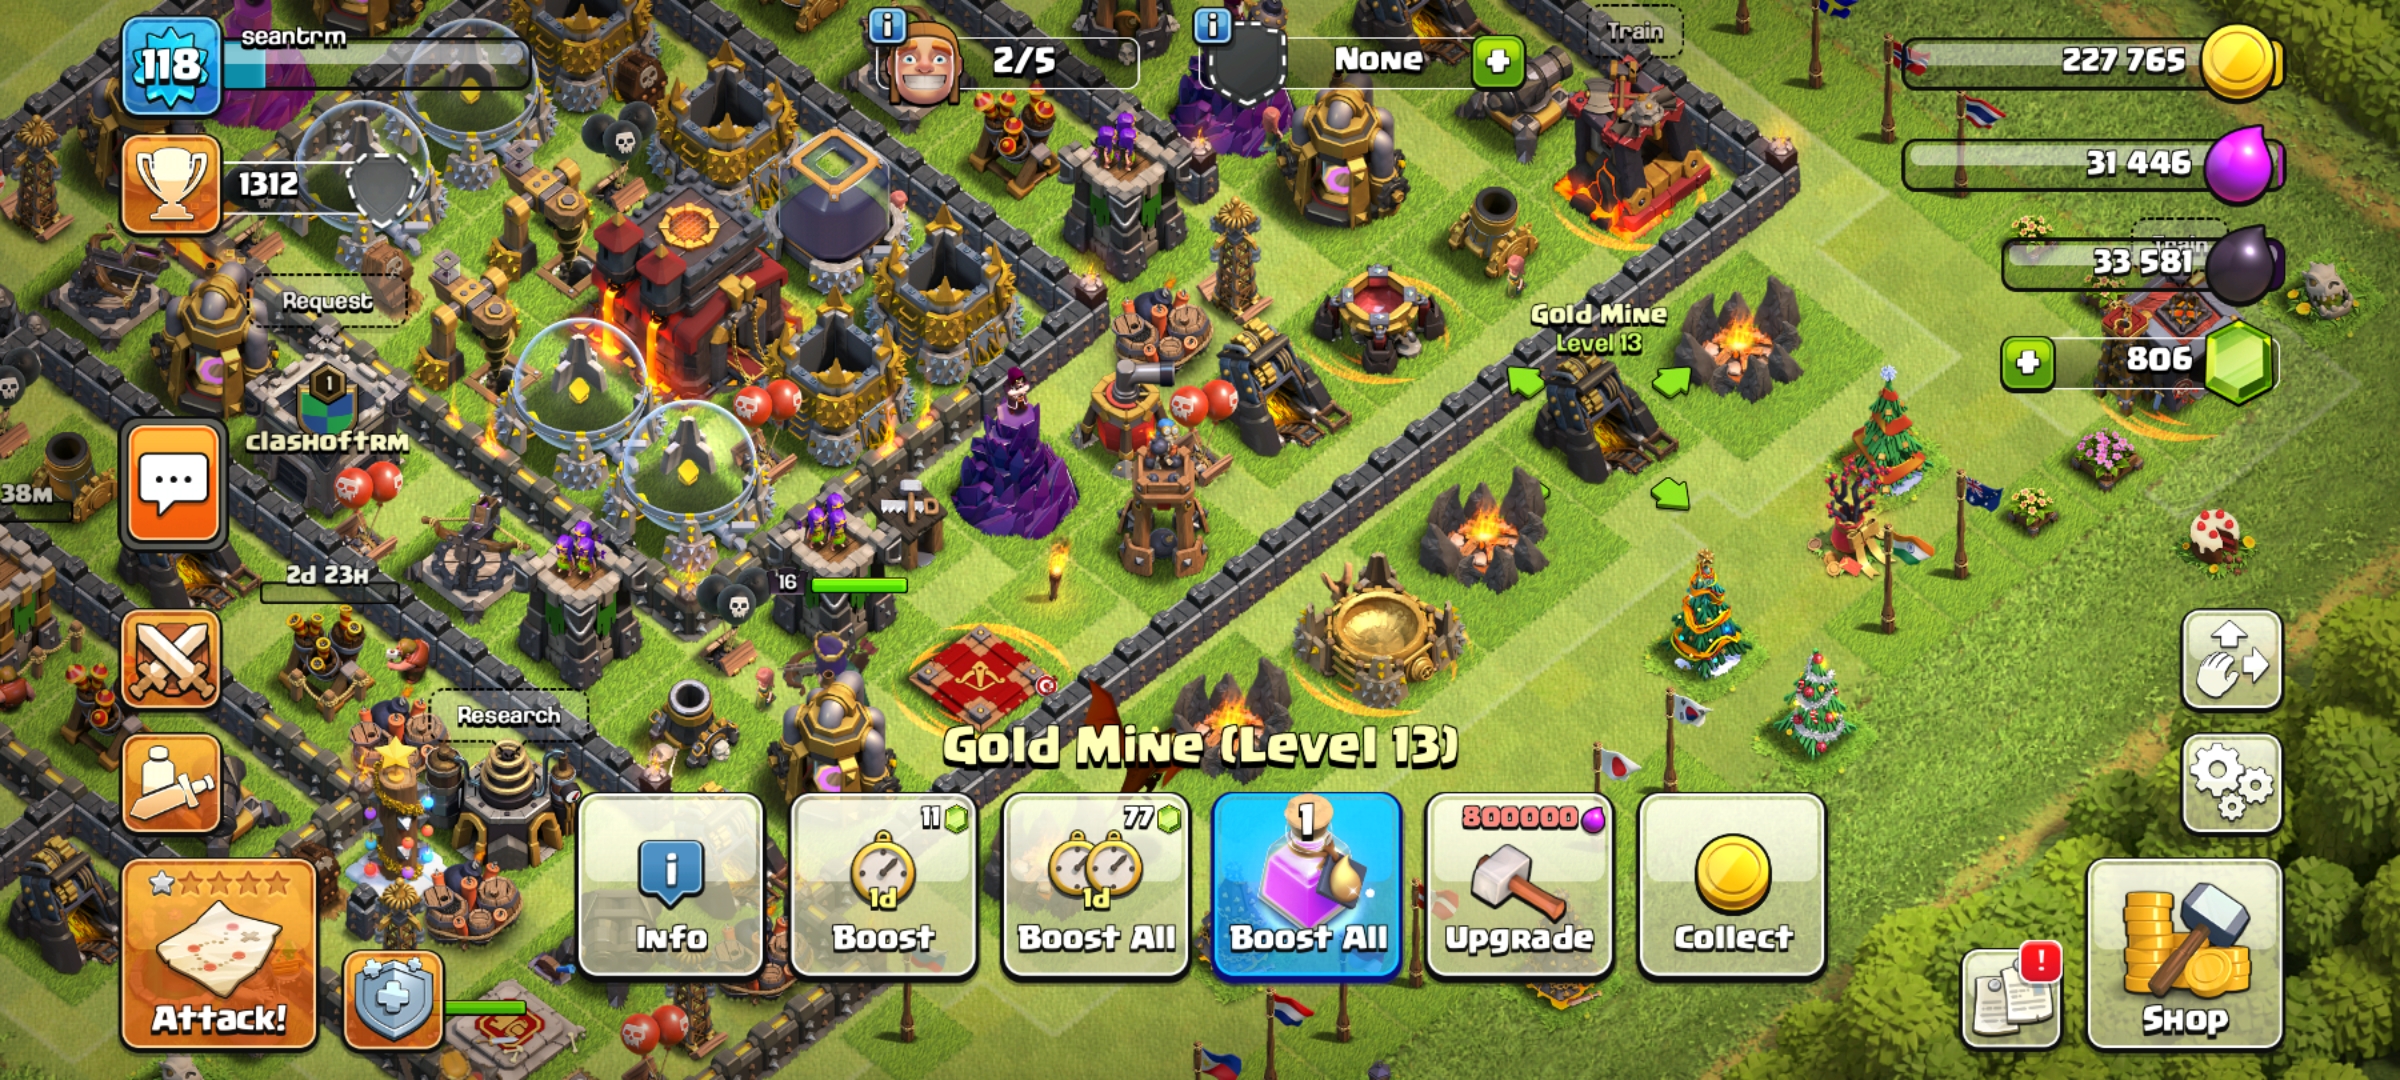 118
seantrm
2/5
None
Train
227 765
1312
31 446
Train
33 581
Request
Gold Mine
Level 13
806
1
clashoftrm
38m
2d 23h
16
Research
Gold Mine (Level 13)
11
1d
Boost
77
1d
Boost All
1
Boost All
800000
Upgrade
Collect
Info
Attack!
!
Shop